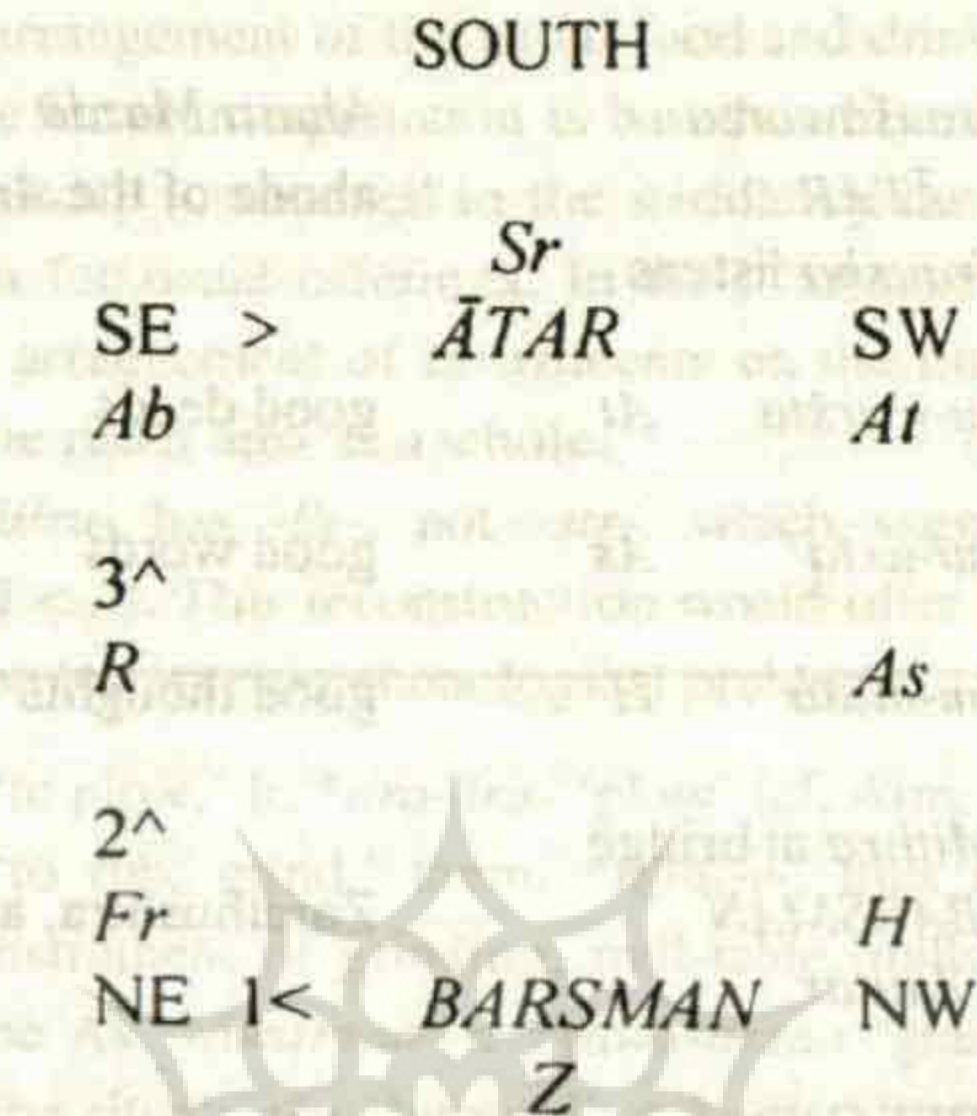 SOUTH
Sr
SE > ĀTAR SW
Ab At
3^
R As
2^
Fr H
NE 1< BARSMAN NW
Z